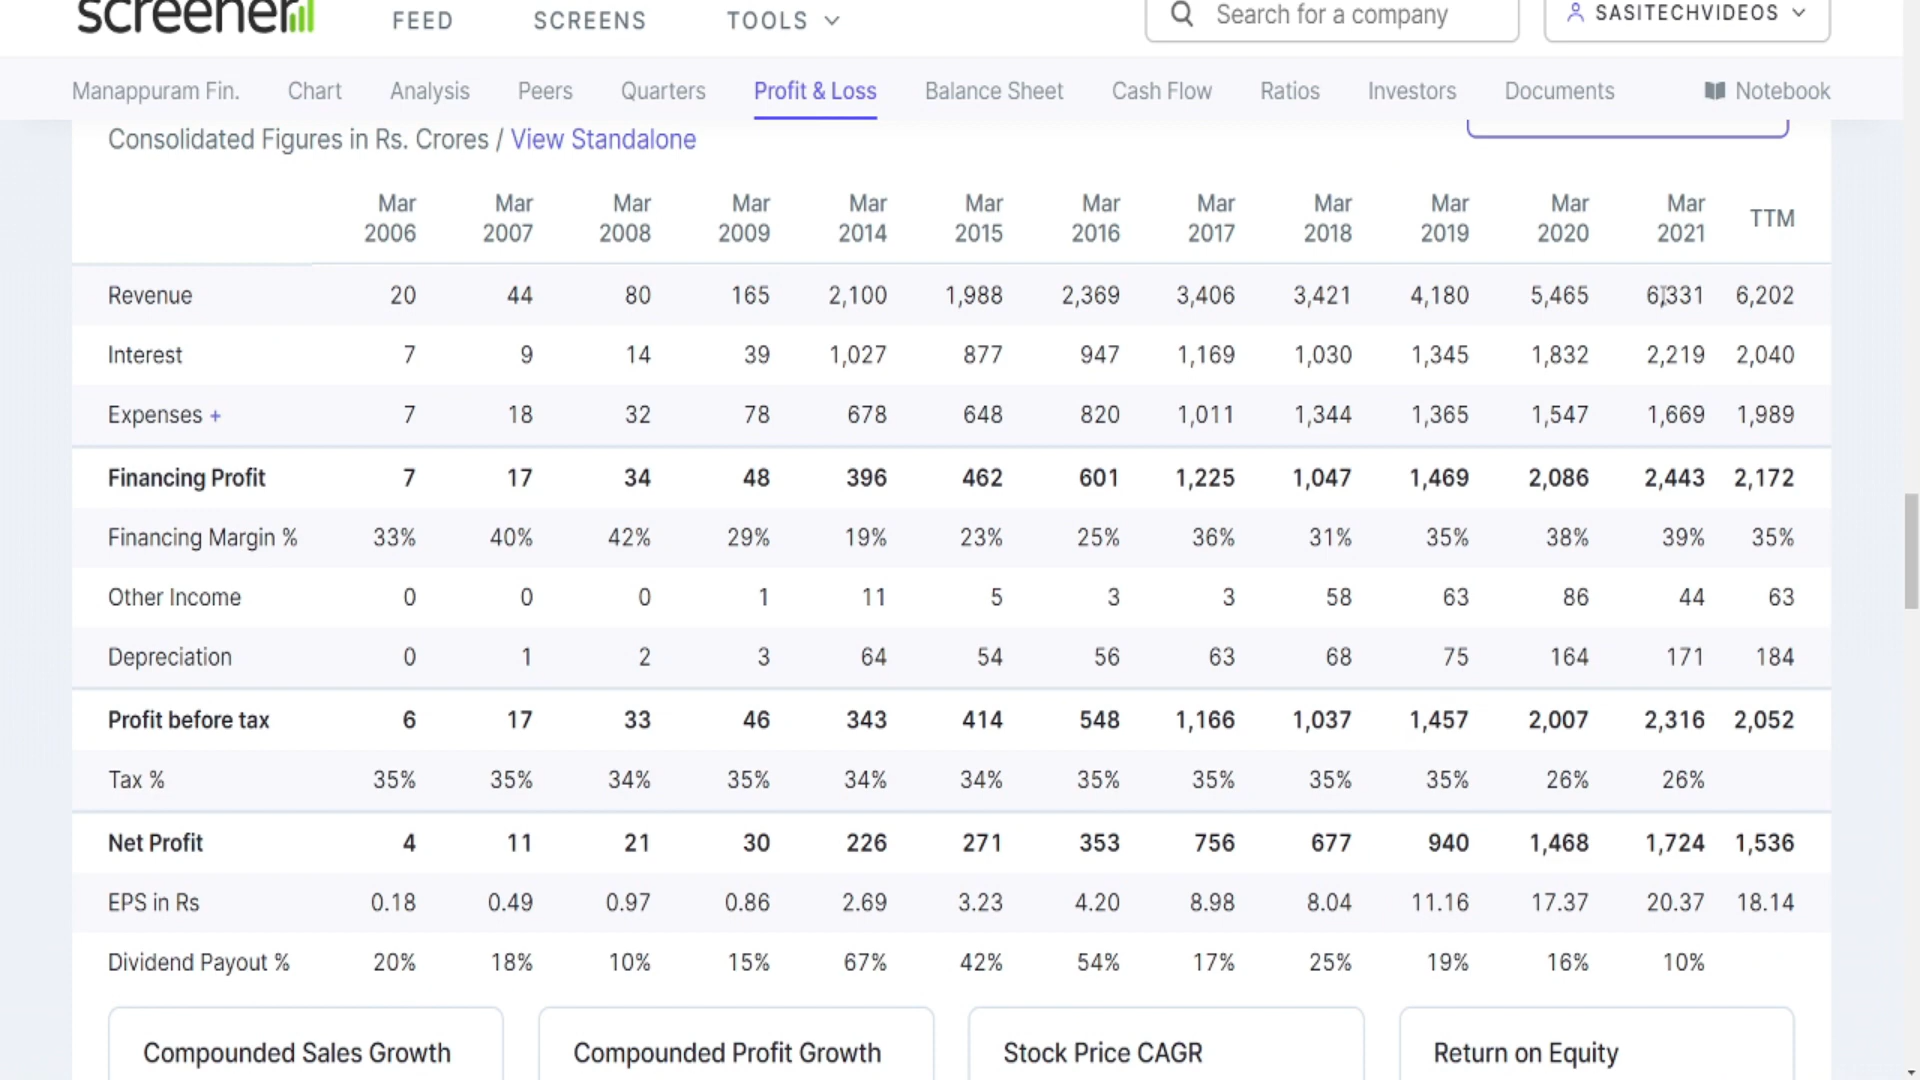 screener
FEED SCREENS TOOLS Search for a company SASITECHVIDEOS
Manappuram Fin. Chart Analysis Peers Quarters Profit & Loss Balance Sheet Cash Flow Ratios Investors Documents Notebook
Consolidated Figures in Rs. Crores / View Standalone
Mar Mar Mar Mar Mar Mar Mar Mar Mar Mar Mar Mar
2006 2007 2008 2009 2014 2015 2016 2017 2018 2019 2020 2021 TTM
Revenue 20 44 80 165 2,100 1,988 2,369 3,406 3,421 4,180 5,465 6,331 6,202
Interest 7 9 14 39 1,027 877 947 1,169 1,030 1,345 1,832 2,219 2,040
Expenses + 7 18 32 78 678 648 820 1,011 1,344 1,365 1,547 1,669 1,989
Financing Profit 7 17 34 48 396 462 601 1,225 1,047 1,469 2,086 2,443 2,172
Financing Margin % 33% 40% 42% 29% 19% 23% 25% 36% 31% 35% 38% 39% 35%
Other Income 0 0 0 1 11 5 3 3 58 63 86 44 63
Depreciation 0 1 2 3 64 54 56 63 68 75 164 171 184
Profit before tax 6 17 33 46 343 414 548 1,166 1,037 1,457 2,007 2,316 2,052
Tax % 35% 35% 34% 35% 34% 34% 35% 35% 35% 35% 26% 26%
Net Profit 4 11 21 30 226 271 353 756 677 940 1,468 1,724 1,536
EPS in Rs 0.18 0.49 0.97 0.86 2.69 3.23 4.20 8.98 8.04 11.16 17.37 20.37 18.14
Dividend Payout % 20% 18% 10% 15% 67% 42% 54% 17% 25% 19% 16% 10%
Compounded Sales Growth Compounded Profit Growth Stock Price CAGR Return on Equity